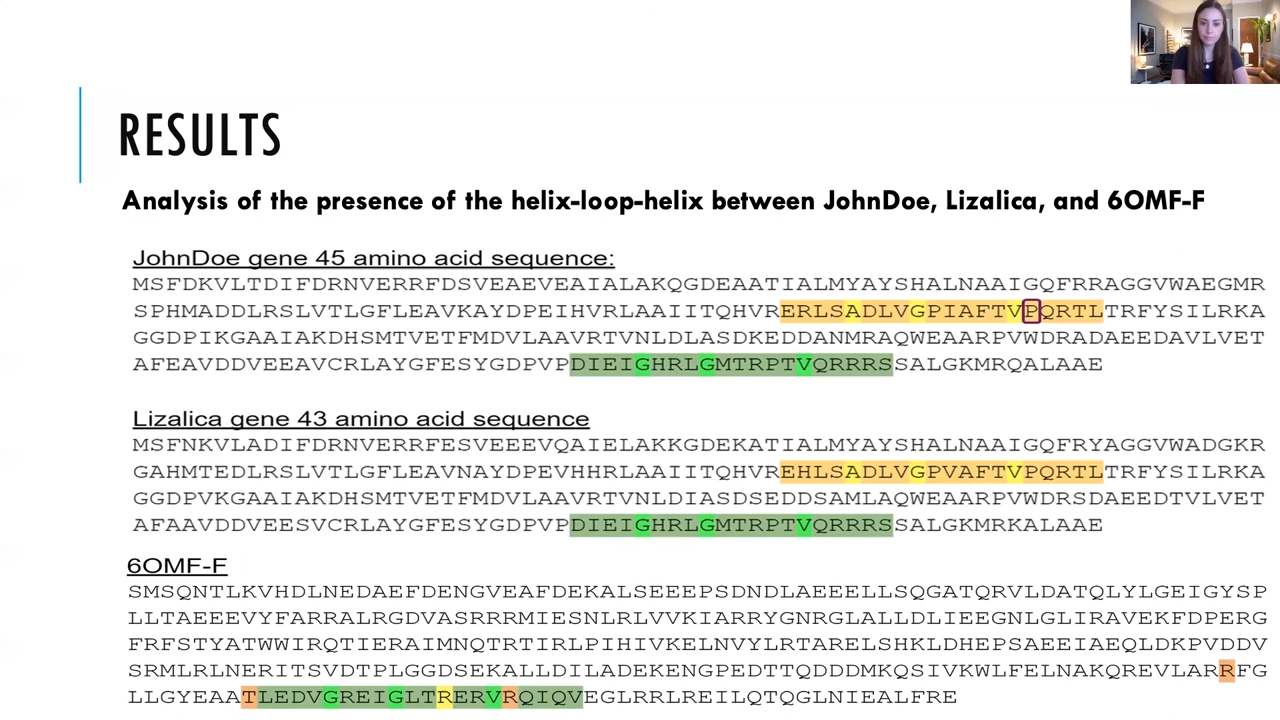 RESULTS
Analysis of the presence of the helix-loop-helix between JohnDoe, Lizalica, and 6OMF-F
JohnDoe gene 45 amino acid sequence:
MSFDKVLTDIFDRNVERRFDSVEAEVEAIALAKQGDEAATIALMYAYSHALNAAIGQFRRAGGVWAEGMR
SPHMADDLRSLVTLGFLEAVKAYDPEIHVRLAAIITQHVRERLSADLVGPIAFTVPQRTLTRFYSILRKA
GGDPIKGAAIAKDHSMTVETFMDVLAAVRTVNLDLASDKEDDANMRAQWEAARPVWDRADAEEDAVLVET
AFEAVDDVEEAVCRLAYGFESYGDPVPDIEIGHRLGMTRPTVQRRRSSALGKMRQALAAE
Lizalica gene 43 amino acid sequence
MSFNKVLADIFDRNVERRFESVEEEVQAIELAKKGDEKATIALMYAYSHALNAAIGQFRYAGGVWADGKR
GAHMTEDLRSLVTLGFLEAVNAYDPEVHHRLAAIITQHVREHLSADLVGPVAFTVPQRTLTRFYSILRKA
GGDPVKGAAIAKDHSMTVETFMDVLAAVRTVNLDIASDSEDDSAMLAQWEAARPVWDRSDAEEDTVLVET
AFAAVDDVEESVCRLAYGFESYGDPVPDIEIGHRLGMTRPTVQRRRSSALGKMRKALAAE
6OMF-F
SMSQNTLKVHDLNEDAEFDENGVEAFDEKALSEEEPSDNDLAEEELLSQGATQRVLDATQLYLGEIGYSP
LLTAEEEVYFARRALRGDVASRRRMIESNLRLVVKIARRYGNRGLALLDLIEEGNLGLIRAVEKFDPERG
FRFSTYATWWIRQTIERAIMNQTRTIRLPIHIVKELNVYLRTARELSHKLDHEPSAEEIAEQLDKPVDDV
SRMLRLNERITSVDTPLGGDSEKALLDILADEKENGPEDTTQDDDMKQSIVKWLFELNAKQREVLARRFG
LLGYEAATLEDVGREIGLTRERVRQIQVEGLRRLREILQTQGLNIEALFRE